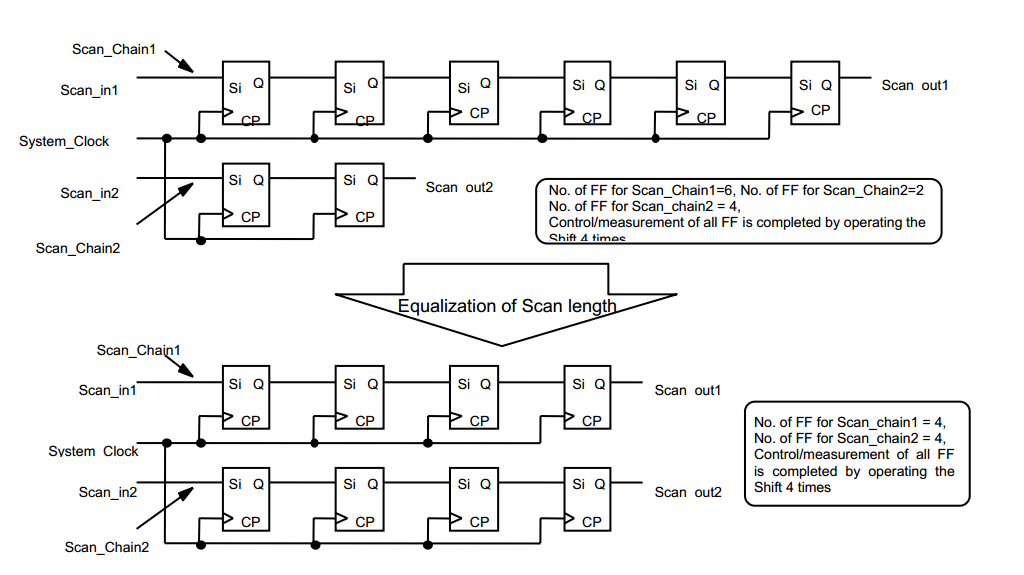 Scan_Chain1
Scan_in1
Si Q
CP
Si Q
CP
Si Q
CP
Si Q
CP
Si Q
CP
Si Q
CP
Scan out1
System_Clock
Scan_in2
Si Q
CP
Si Q
CP
Scan out2
Scan_Chain2
No. of FF for Scan_Chain1=6, No. of FF for Scan_Chain2=2
No. of FF for Scan_chain2 = 4,
Control/measurement of all FF is completed by operating the
Shift 4 times
Equalization of Scan length
Scan_Chain1
Scan_in1
Si Q
CP
Si Q
CP
Si Q
CP
Si Q
CP
Scan out1
System Clock
Scan_in2
Si Q
CP
Si Q
CP
Si Q
CP
Si Q
CP
Scan out2
Scan_Chain2
No. of FF for Scan_chain1 = 4,
No. of FF for Scan_chain2 = 4,
Control/measurement of all FF
is completed by operating the
Shift 4 times